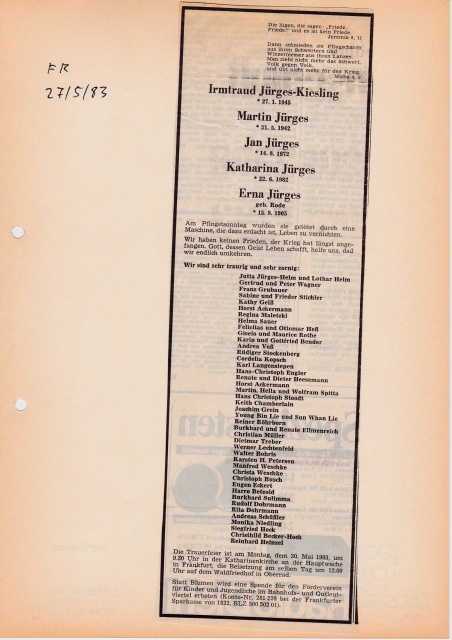 FR
27/5/83
Die lügen, die sagen: „Friede,
Friede!" und es ist kein Friede.
Jeremia 8, 11
Dann schmieden sie Pflugscharen
aus ihren Schwertern und
Winzermesser aus ihren Lanzen.
Man zieht nicht mehr das Schwert,
Volk gegen Volk,
und übt nicht mehr für den Krieg.
Micha 4, 3
Irmtraud Jürges-Kiesling
* 27. 1. 1945
Martin Jürges
* 31. 5. 1942
Jan Jürges
* 14. 8. 1972
Katharina Jürges
* 22. 6. 1982
Erna Jürges
geb. Rode
* 15. 9. 1905
Am Pfingstsonntag wurden sie getötet durch eine
Maschine, die dazu erdacht ist, Leben zu vernichten.
Wir haben keinen Frieden, der Krieg hat längst ange-
fangen. Gott, dessen Geist Leben schafft, helfe uns, daß
wir endlich umkehren.
Wir sind sehr traurig und sehr zornig:
Jutta Jürges-Helm und Lothar Helm
Gertrud und Peter Wagner
Franz Grubauer
Sabine und Frieder Stichler
Kathy Geiß
Horst Ackermann
Regina Maletzki
Helma Sauer
Felicitas und Ottomar Heß
Gisela und Maurice Rothe
Karin und Gottfried Bender
Andrea Voß
Rüdiger Stockenberg
Cordelia Kopsch
Karl Langensiepen
Hans-Christoph Engler
Renate und Dieter Heesemann
Horst Ackermann
Martin, Hella und Wolfram Spitta
Hans Christoph Stoodt
Keith Chamberlain
Joachim Grein
Young Bin Lie und Sun Whan Lie
Reiner Röhrborn
Burkhard und Renate Ellmenreich
Christian Müller
Dietmar Treber
Werner Lechtenfeld
Walter Bohris
Karsten H. Petersen
Manfred Weschke
Christa Weschke
Christoph Busch
Eugen Eckert
Harro Betzold
Burkhard Sulimma
Rudolf Dohrmann
Rita Dohrmann
Andreas Schüßler
Monika Niedling
Siegfried Heck
Christhild Becker-Hock
Reinhard Heinzel
Die Trauerfeier ist am Montag, dem 30. Mai 1983, um
9.20 Uhr in der Katharinenkirche an der Hauptwache
in Frankfurt, die Beisetzung am selben Tag um 12.00
Uhr auf dem Waldfriedhof in Oberrad.
Statt Blumen wird eine Spende für den Förderverein
für Kinder und Jugendliche im Bahnhofs- und Gutleut-
viertel erbeten (Konto-Nr. 281 220 bei der Frankfurter
Sparkasse von 1822, BLZ 500 502 01).